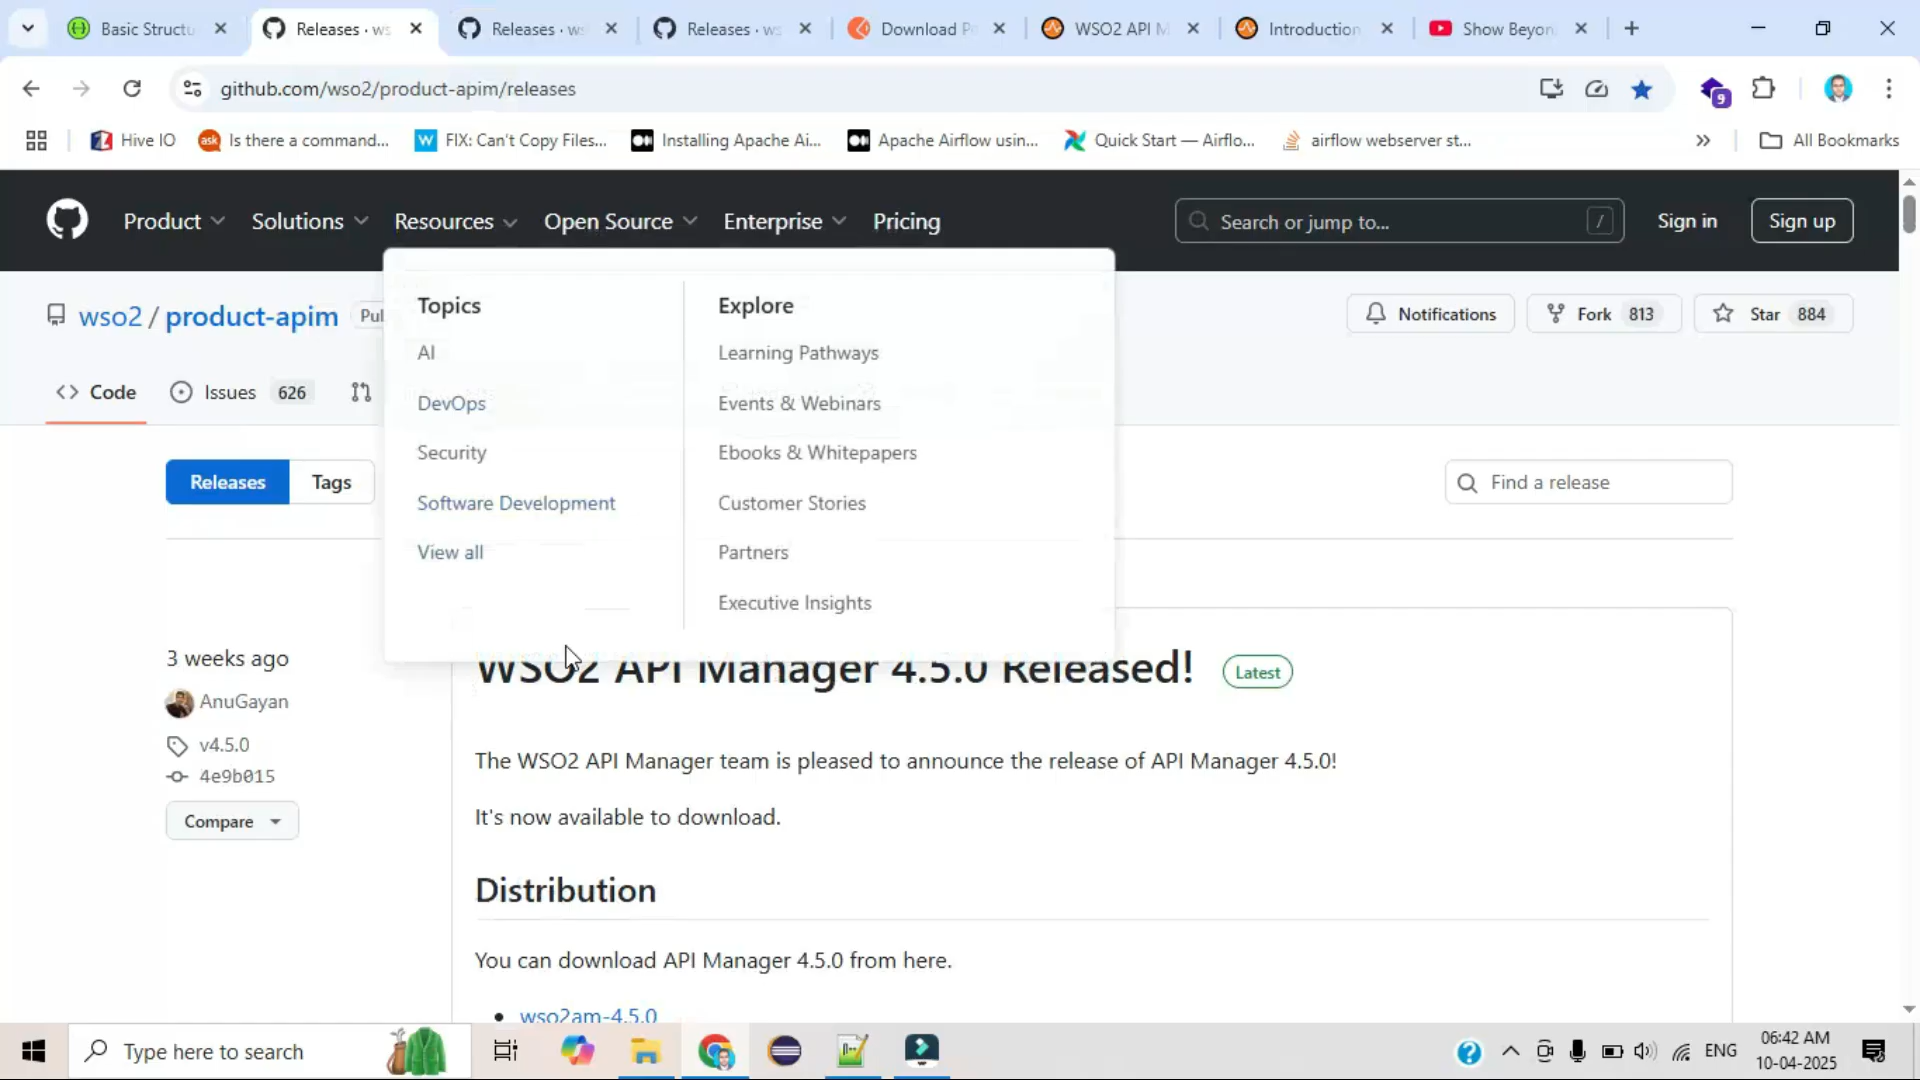 Basic Structu
Releases · ws
Releases · ws
Releases · ws
Download P
WSO2 API M
Introduction
Show Beyon
github.com/wso2/product-apim/releases
9
Hive IO
ask
Is there a command...
W
FIX: Can't Copy Files...
Installing Apache Ai...
Apache Airflow usin...
Quick Start — Airflo...
airflow webserver st...
All Bookmarks
Product
Solutions
Resources
Open Source
Enterprise
Pricing
Search or jump to...
/
Sign in
Sign up
wso2 / product-apim
Pul
Notifications
Fork 813
Star 884
Code
Issues 626
Topics
AI
DevOps
Security
Software Development
View all
Explore
Learning Pathways
Events & Webinars
Ebooks & Whitepapers
Customer Stories
Partners
Executive Insights
Releases
Tags
Find a release
3 weeks ago
AnuGayan
v4.5.0
4e9b015
Compare
WSO2 API Manager 4.5.0 Released!
Latest
The WSO2 API Manager team is pleased to announce the release of API Manager 4.5.0!
It's now available to download.
Distribution
You can download API Manager 4.5.0 from here.
wso2am-4.5.0
Type here to search
ENG
06:42 AM
10-04-2025